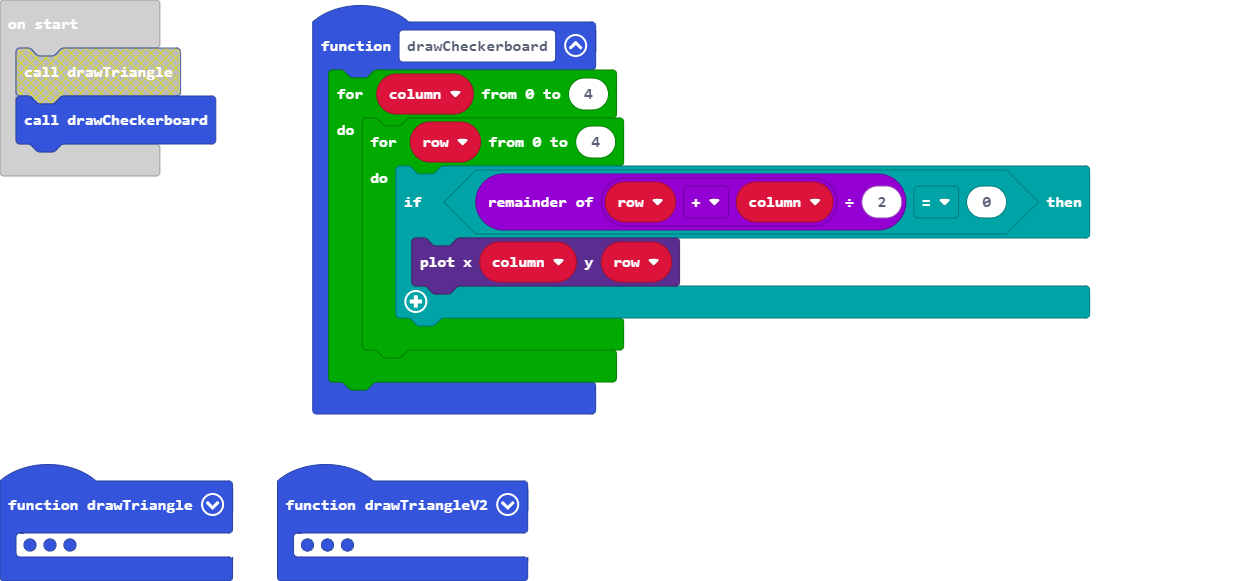 on start
call drawTriangle
call drawCheckerboard
function drawCheckerboard
for column from 0 to 4
do for row from 0 to 4
do if remainder of row + column ÷ 2 = 0 then
plot x column y row
function drawTriangle
function drawTriangleV2